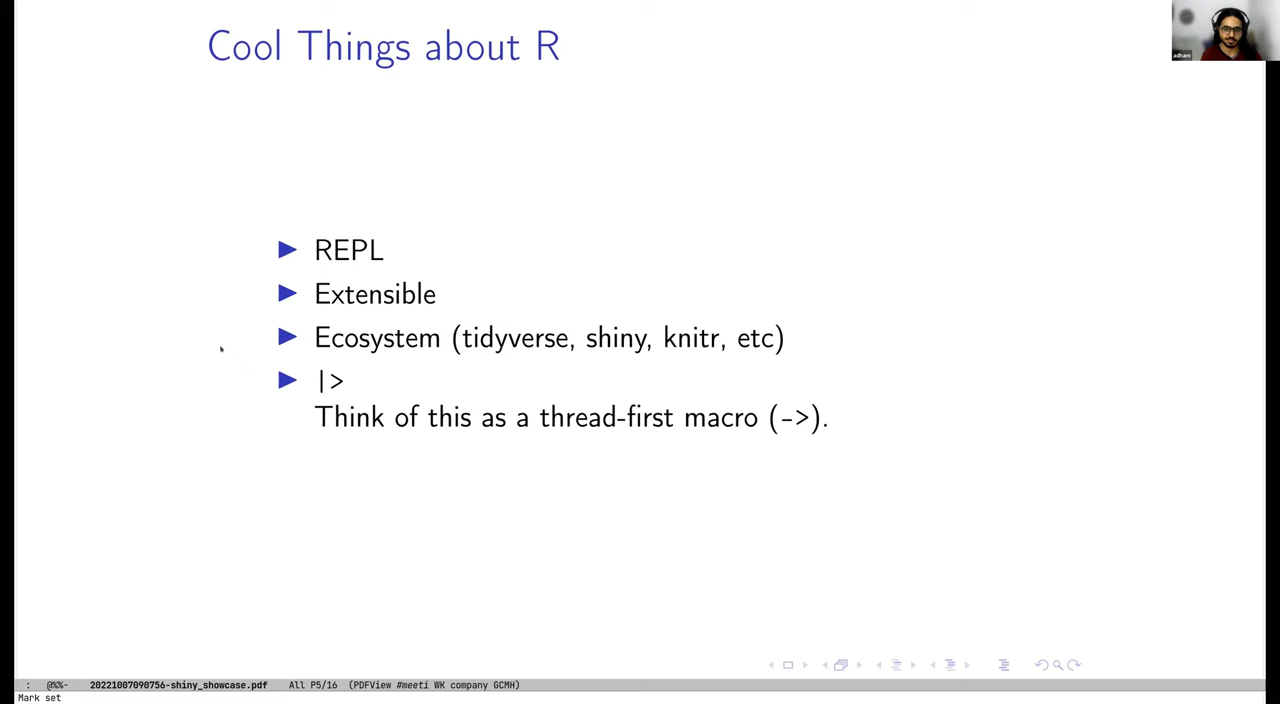 Cool Things about R
adham
▶ REPL
▶ Extensible
▶ Ecosystem (tidyverse, shiny, knitr, etc)
▶ |>
Think of this as a thread-first macro (->).
: @%%- 20221007090756-shiny_showcase.pdf All P5/16 (PDFView #meeti WK company GCMH)
Mark set